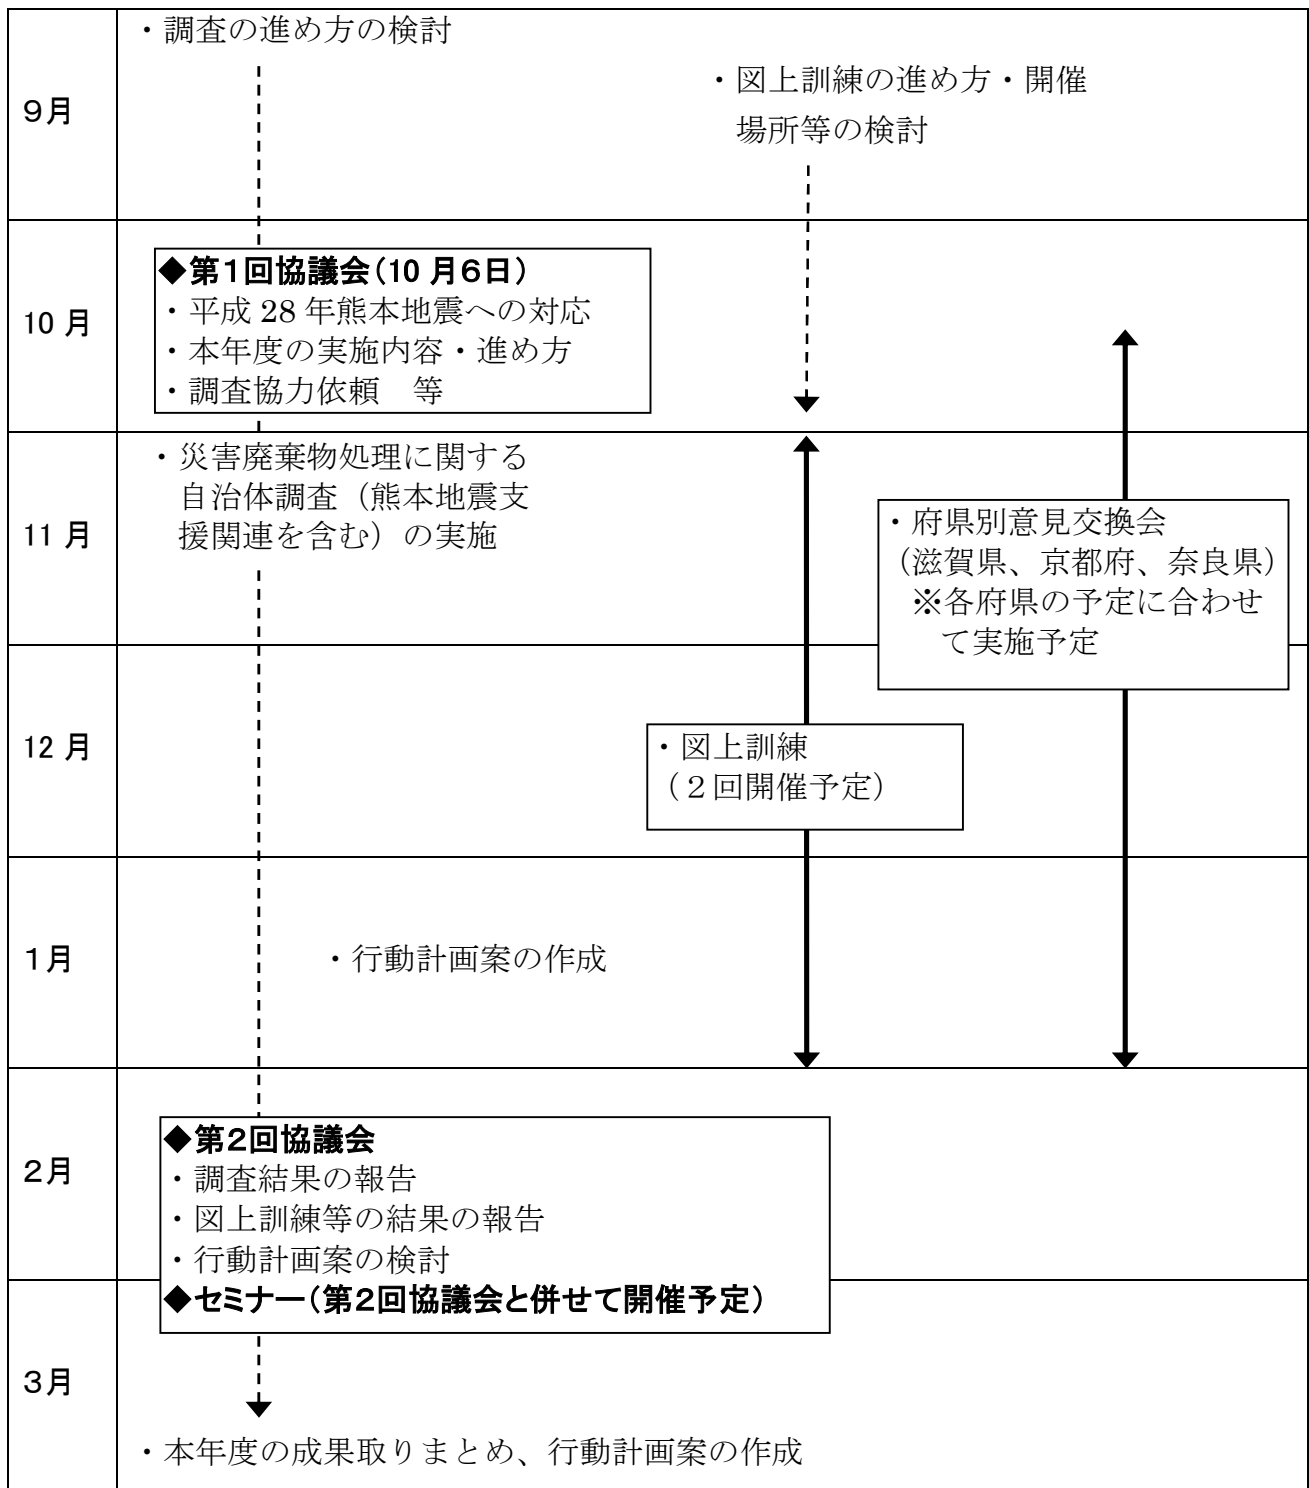 9月
・調査の進め方の検討
・図上訓練の進め方・開催
場所等の検討
10 月
◆第1回協議会(10 月6日)
・平成 28 年熊本地震への対応
・本年度の実施内容・進め方
・調査協力依頼　等
11 月
・災害廃棄物処理に関する
自治体調査（熊本地震支
援関連を含む）の実施
・府県別意見交換会
（滋賀県、京都府、奈良県）
※各府県の予定に合わせ
て実施予定
12 月
・図上訓練
（２回開催予定）
1月
・行動計画案の作成
2月
◆第2回協議会
・調査結果の報告
・図上訓練等の結果の報告
・行動計画案の検討
◆セミナー(第2回協議会と併せて開催予定)
3月
・本年度の成果取りまとめ、行動計画案の作成